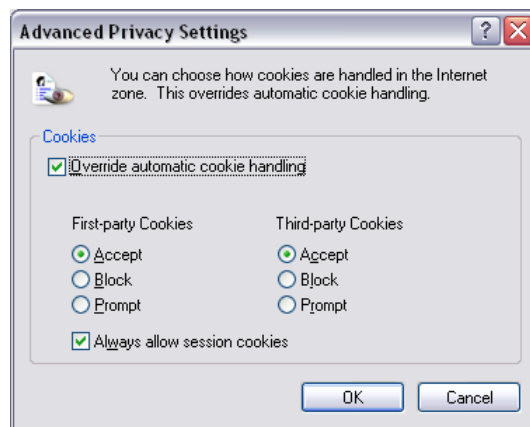 Advanced Privacy Settings
You can choose how cookies are handled in the Internet
zone. This overrides automatic cookie handling.
Cookies
Override automatic cookie handling
First-party Cookies Third-party Cookies
Accept Accept
Block Block
Prompt Prompt
Always allow session cookies
OK Cancel